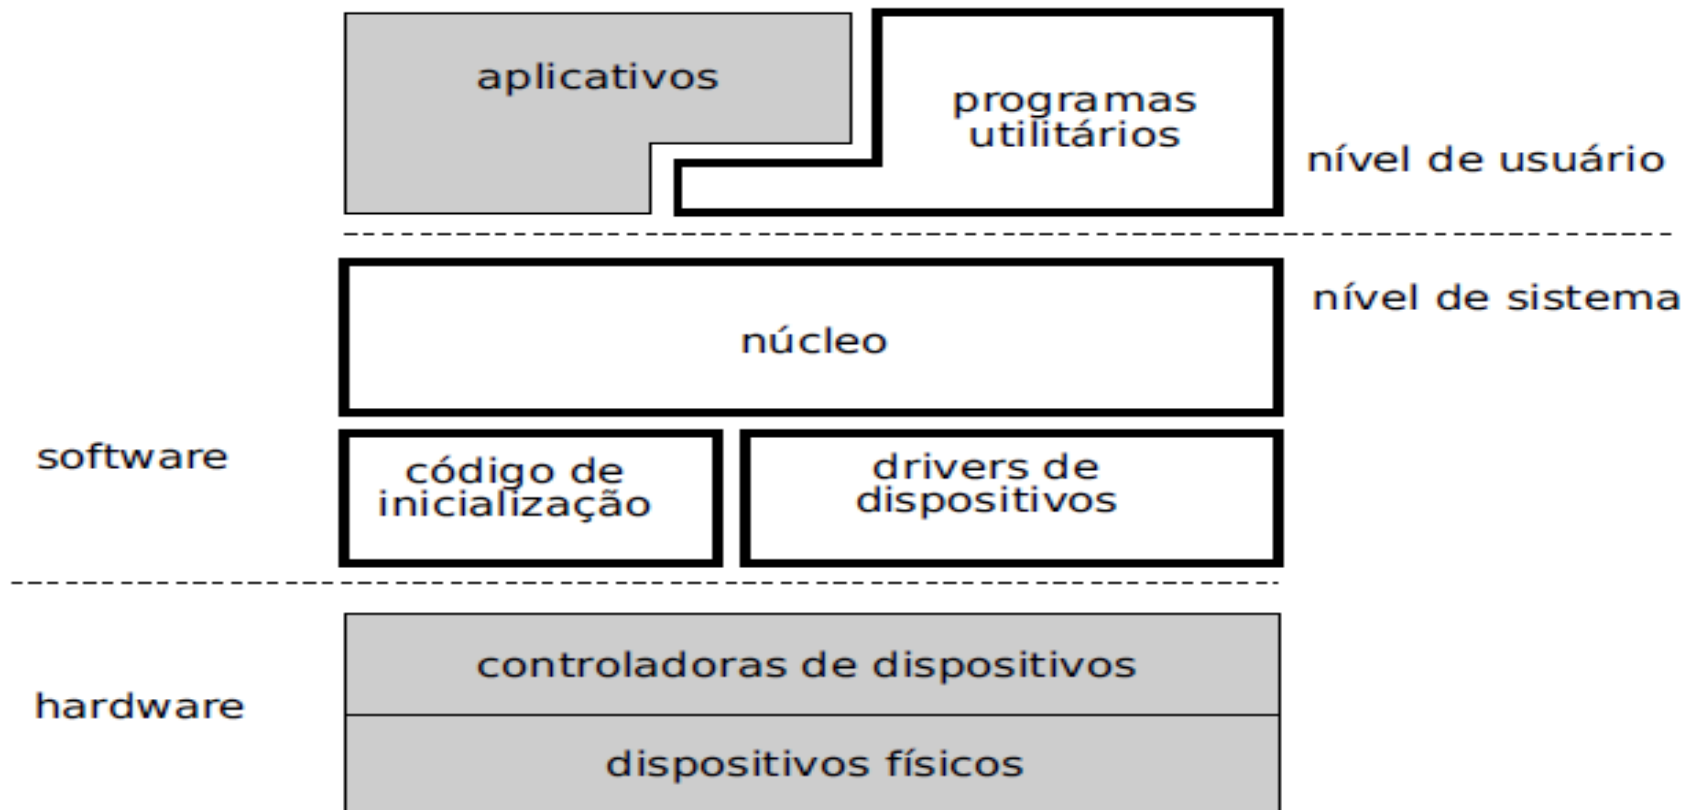 aplicativos
programas
utilitários
nível de usuário
nível de sistema
núcleo
software
código de
inicialização
drivers de
dispositivos
controladoras de dispositivos
hardware
dispositivos físicos